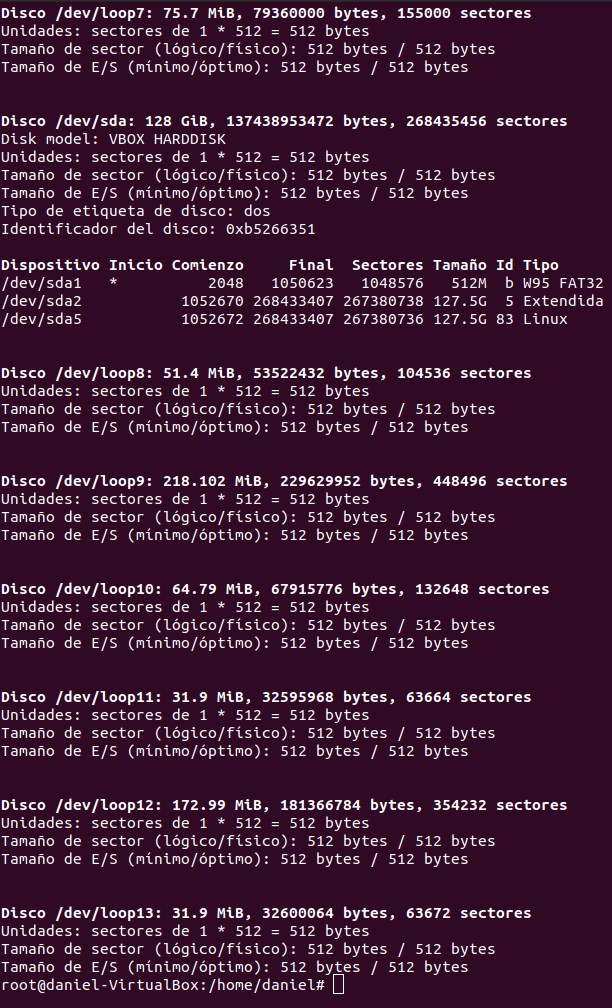 Disco /dev/loop7: 75.7 MiB, 79360000 bytes, 155000 sectores
Unidades: sectores de 1 * 512 = 512 bytes
Tamaño de sector (lógico/físico): 512 bytes / 512 bytes
Tamaño de E/S (mínimo/óptimo): 512 bytes / 512 bytes
Disco /dev/sda: 128 GiB, 137438953472 bytes, 268435456 sectores
Disk model: VBOX HARDDISK
Unidades: sectores de 1 * 512 = 512 bytes
Tamaño de sector (lógico/físico): 512 bytes / 512 bytes
Tamaño de E/S (mínimo/óptimo): 512 bytes / 512 bytes
Tipo de etiqueta de disco: dos
Identificador del disco: 0xb5266351
Dispositivo Inicio Comienzo     Final  Sectores Tamaño Id Tipo
/dev/sda1   *          2048   1050623   1048576   512M  b W95 FAT32
/dev/sda2           1052670 268433407 267380738 127.5G  5 Extendida
/dev/sda5           1052672 268433407 267380736 127.5G 83 Linux
Disco /dev/loop8: 51.4 MiB, 53522432 bytes, 104536 sectores
Unidades: sectores de 1 * 512 = 512 bytes
Tamaño de sector (lógico/físico): 512 bytes / 512 bytes
Tamaño de E/S (mínimo/óptimo): 512 bytes / 512 bytes
Disco /dev/loop9: 218.102 MiB, 229629952 bytes, 448496 sectores
Unidades: sectores de 1 * 512 = 512 bytes
Tamaño de sector (lógico/físico): 512 bytes / 512 bytes
Tamaño de E/S (mínimo/óptimo): 512 bytes / 512 bytes
Disco /dev/loop10: 64.79 MiB, 67915776 bytes, 132648 sectores
Unidades: sectores de 1 * 512 = 512 bytes
Tamaño de sector (lógico/físico): 512 bytes / 512 bytes
Tamaño de E/S (mínimo/óptimo): 512 bytes / 512 bytes
Disco /dev/loop11: 31.9 MiB, 32595968 bytes, 63664 sectores
Unidades: sectores de 1 * 512 = 512 bytes
Tamaño de sector (lógico/físico): 512 bytes / 512 bytes
Tamaño de E/S (mínimo/óptimo): 512 bytes / 512 bytes
Disco /dev/loop12: 172.99 MiB, 181366784 bytes, 354232 sectores
Unidades: sectores de 1 * 512 = 512 bytes
Tamaño de sector (lógico/físico): 512 bytes / 512 bytes
Tamaño de E/S (mínimo/óptimo): 512 bytes / 512 bytes
Disco /dev/loop13: 31.9 MiB, 32600064 bytes, 63672 sectores
Unidades: sectores de 1 * 512 = 512 bytes
Tamaño de sector (lógico/físico): 512 bytes / 512 bytes
Tamaño de E/S (mínimo/óptimo): 512 bytes / 512 bytes
root@daniel-VirtualBox:/home/daniel#